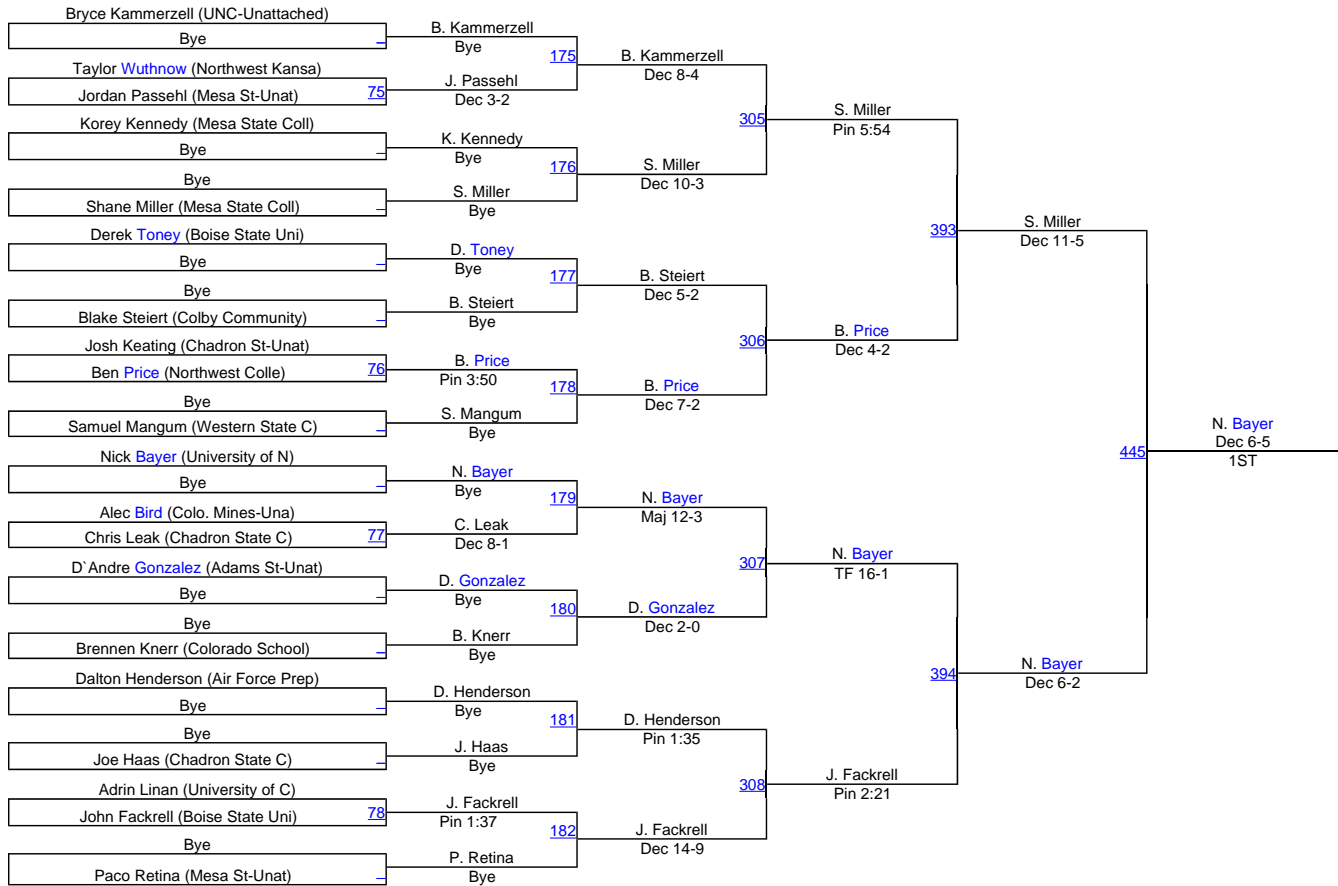 Bryce Kammerzell (UNC-Unattached)
Bye
Taylor Wuthnow (Northwest Kansa)
Jordan Passehl (Mesa St-Unat) 75
Korey Kennedy (Mesa State Coll)
Bye
Bye
Shane Miller (Mesa State Coll)
Derek Toney (Boise State Uni)
Bye
Bye
Blake Steiert (Colby Community)
Josh Keating (Chadron St-Unat)
Ben Price (Northwest Colle) 76
Bye
Samuel Mangum (Western State C)
Nick Bayer (University of N)
Bye
Alec Bird (Colo. Mines-Una)
Chris Leak (Chadron State C) 77
D`Andre Gonzalez (Adams St-Unat)
Bye
Bye
Brennen Knerr (Colorado School)
Dalton Henderson (Air Force Prep)
Bye
Bye
Joe Haas (Chadron State C)
Adrin Linan (University of C)
John Fackrell (Boise State Uni) 78
Bye
Paco Retina (Mesa St-Unat)
B. Kammerzell
Bye
175
J. Passehl
Dec 3-2
K. Kennedy
Bye
176
S. Miller
Bye
D. Toney
Bye
177
B. Steiert
Bye
B. Price
Pin 3:50
178
S. Mangum
Bye
N. Bayer
Bye
179
C. Leak
Dec 8-1
D. Gonzalez
Bye
180
B. Knerr
Bye
D. Henderson
Bye
181
J. Haas
Bye
J. Fackrell
Pin 1:37
182
P. Retina
Bye
B. Kammerzell
Dec 8-4
305
S. Miller
Dec 10-3
B. Steiert
Dec 5-2
306
B. Price
Dec 7-2
N. Bayer
Maj 12-3
307
D. Gonzalez
Dec 2-0
D. Henderson
Pin 1:35
308
J. Fackrell
Dec 14-9
S. Miller
Pin 5:54
393
B. Price
Dec 4-2
N. Bayer
TF 16-1
394
J. Fackrell
Pin 2:21
S. Miller
Dec 11-5
445
N. Bayer
Dec 6-2
N. Bayer
Dec 6-5
1ST